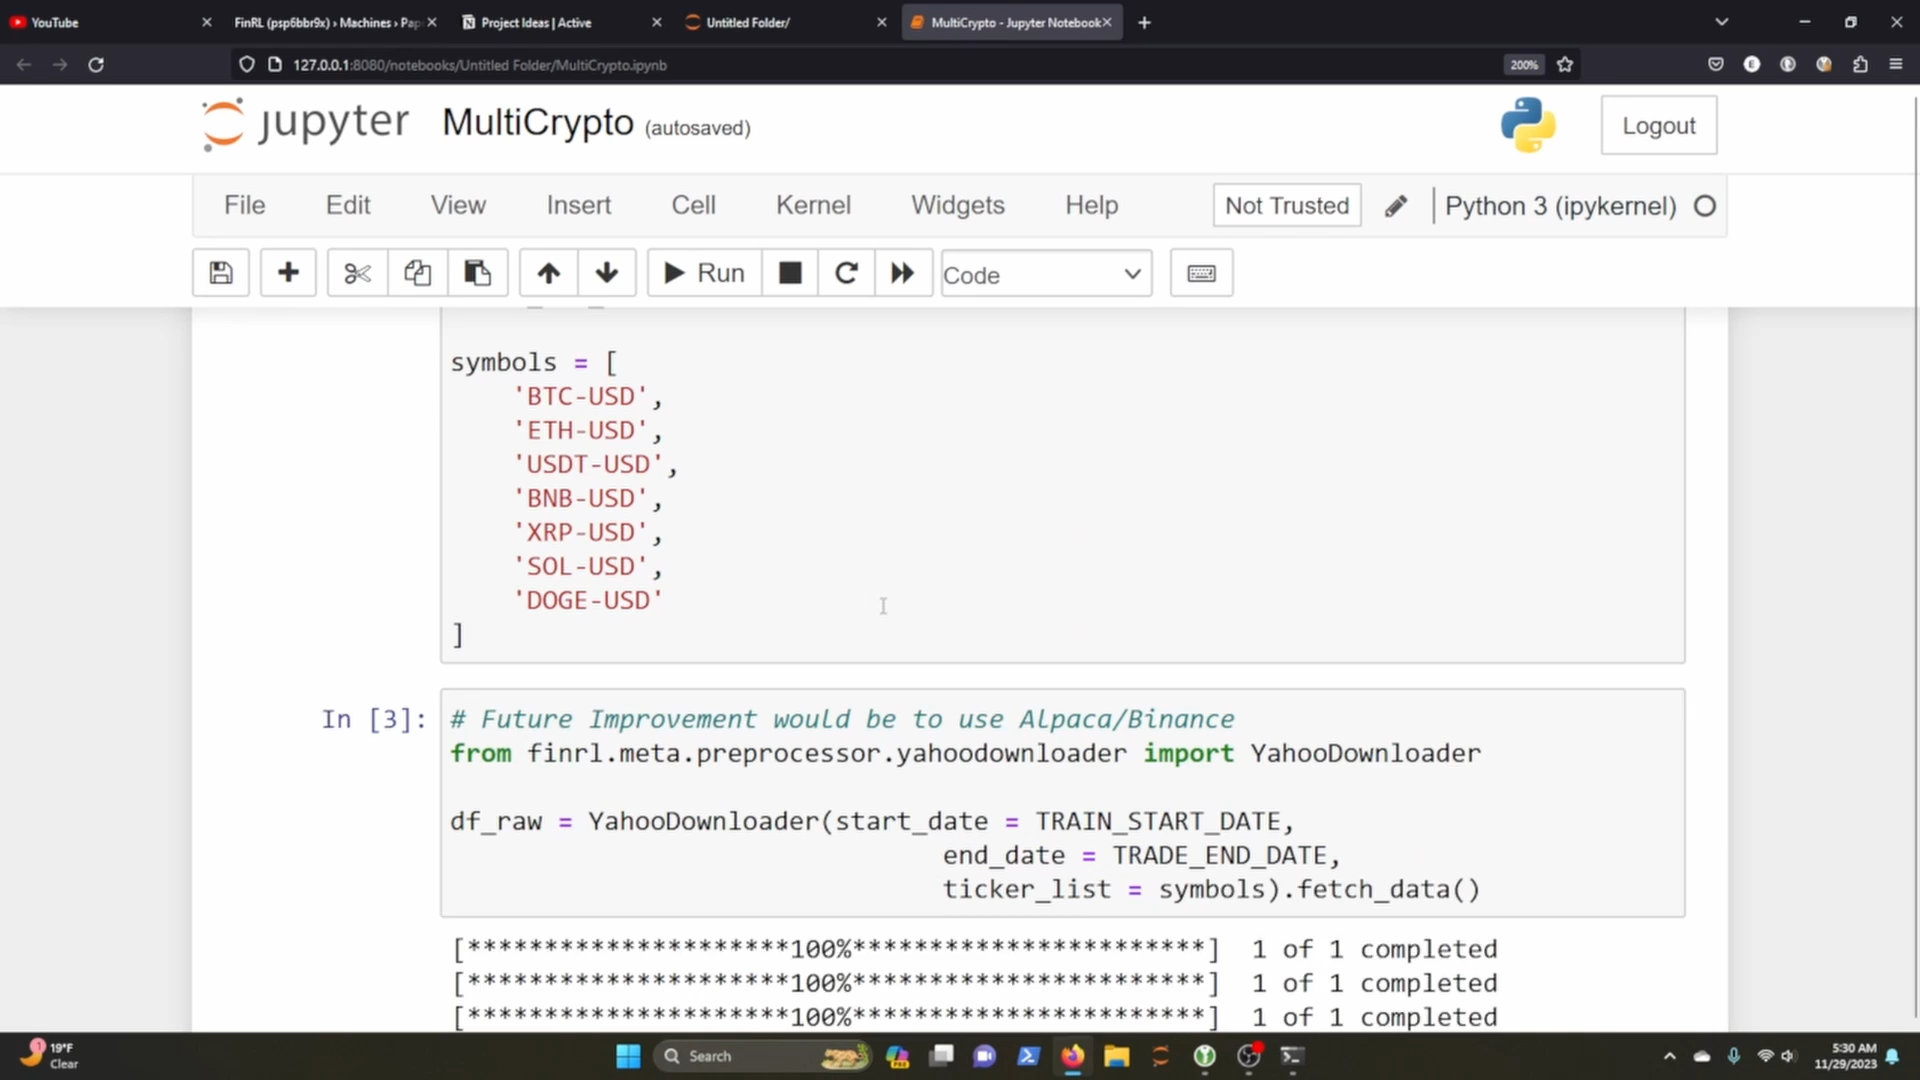 YouTube
FinRL (psp6bbr9x) › Machines › Pap
Project Ideas | Active
Untitled Folder/
MultiCrypto - Jupyter Notebook
127.0.0.1:8080/notebooks/Untitled Folder/MultiCrypto.ipynb
200%
jupyter MultiCrypto (autosaved)
Logout
File Edit View Insert Cell Kernel Widgets Help
Not Trusted
Python 3 (ipykernel)
Run
Code
symbols = [
'BTC-USD',
'ETH-USD',
'USDT-USD',
'BNB-USD',
'XRP-USD',
'SOL-USD',
'DOGE-USD'
]
In [3]:
# Future Improvement would be to use Alpaca/Binance
from finrl.meta.preprocessor.yahoodownloader import YahooDownloader
df_raw = YahooDownloader(start_date = TRAIN_START_DATE,
end_date = TRADE_END_DATE,
ticker_list = symbols).fetch_data()
[*********************100%***********************] 1 of 1 completed
[*********************100%***********************] 1 of 1 completed
[*********************100%***********************] 1 of 1 completed
1
19°F
Clear
Search
5:30 AM
11/29/2023